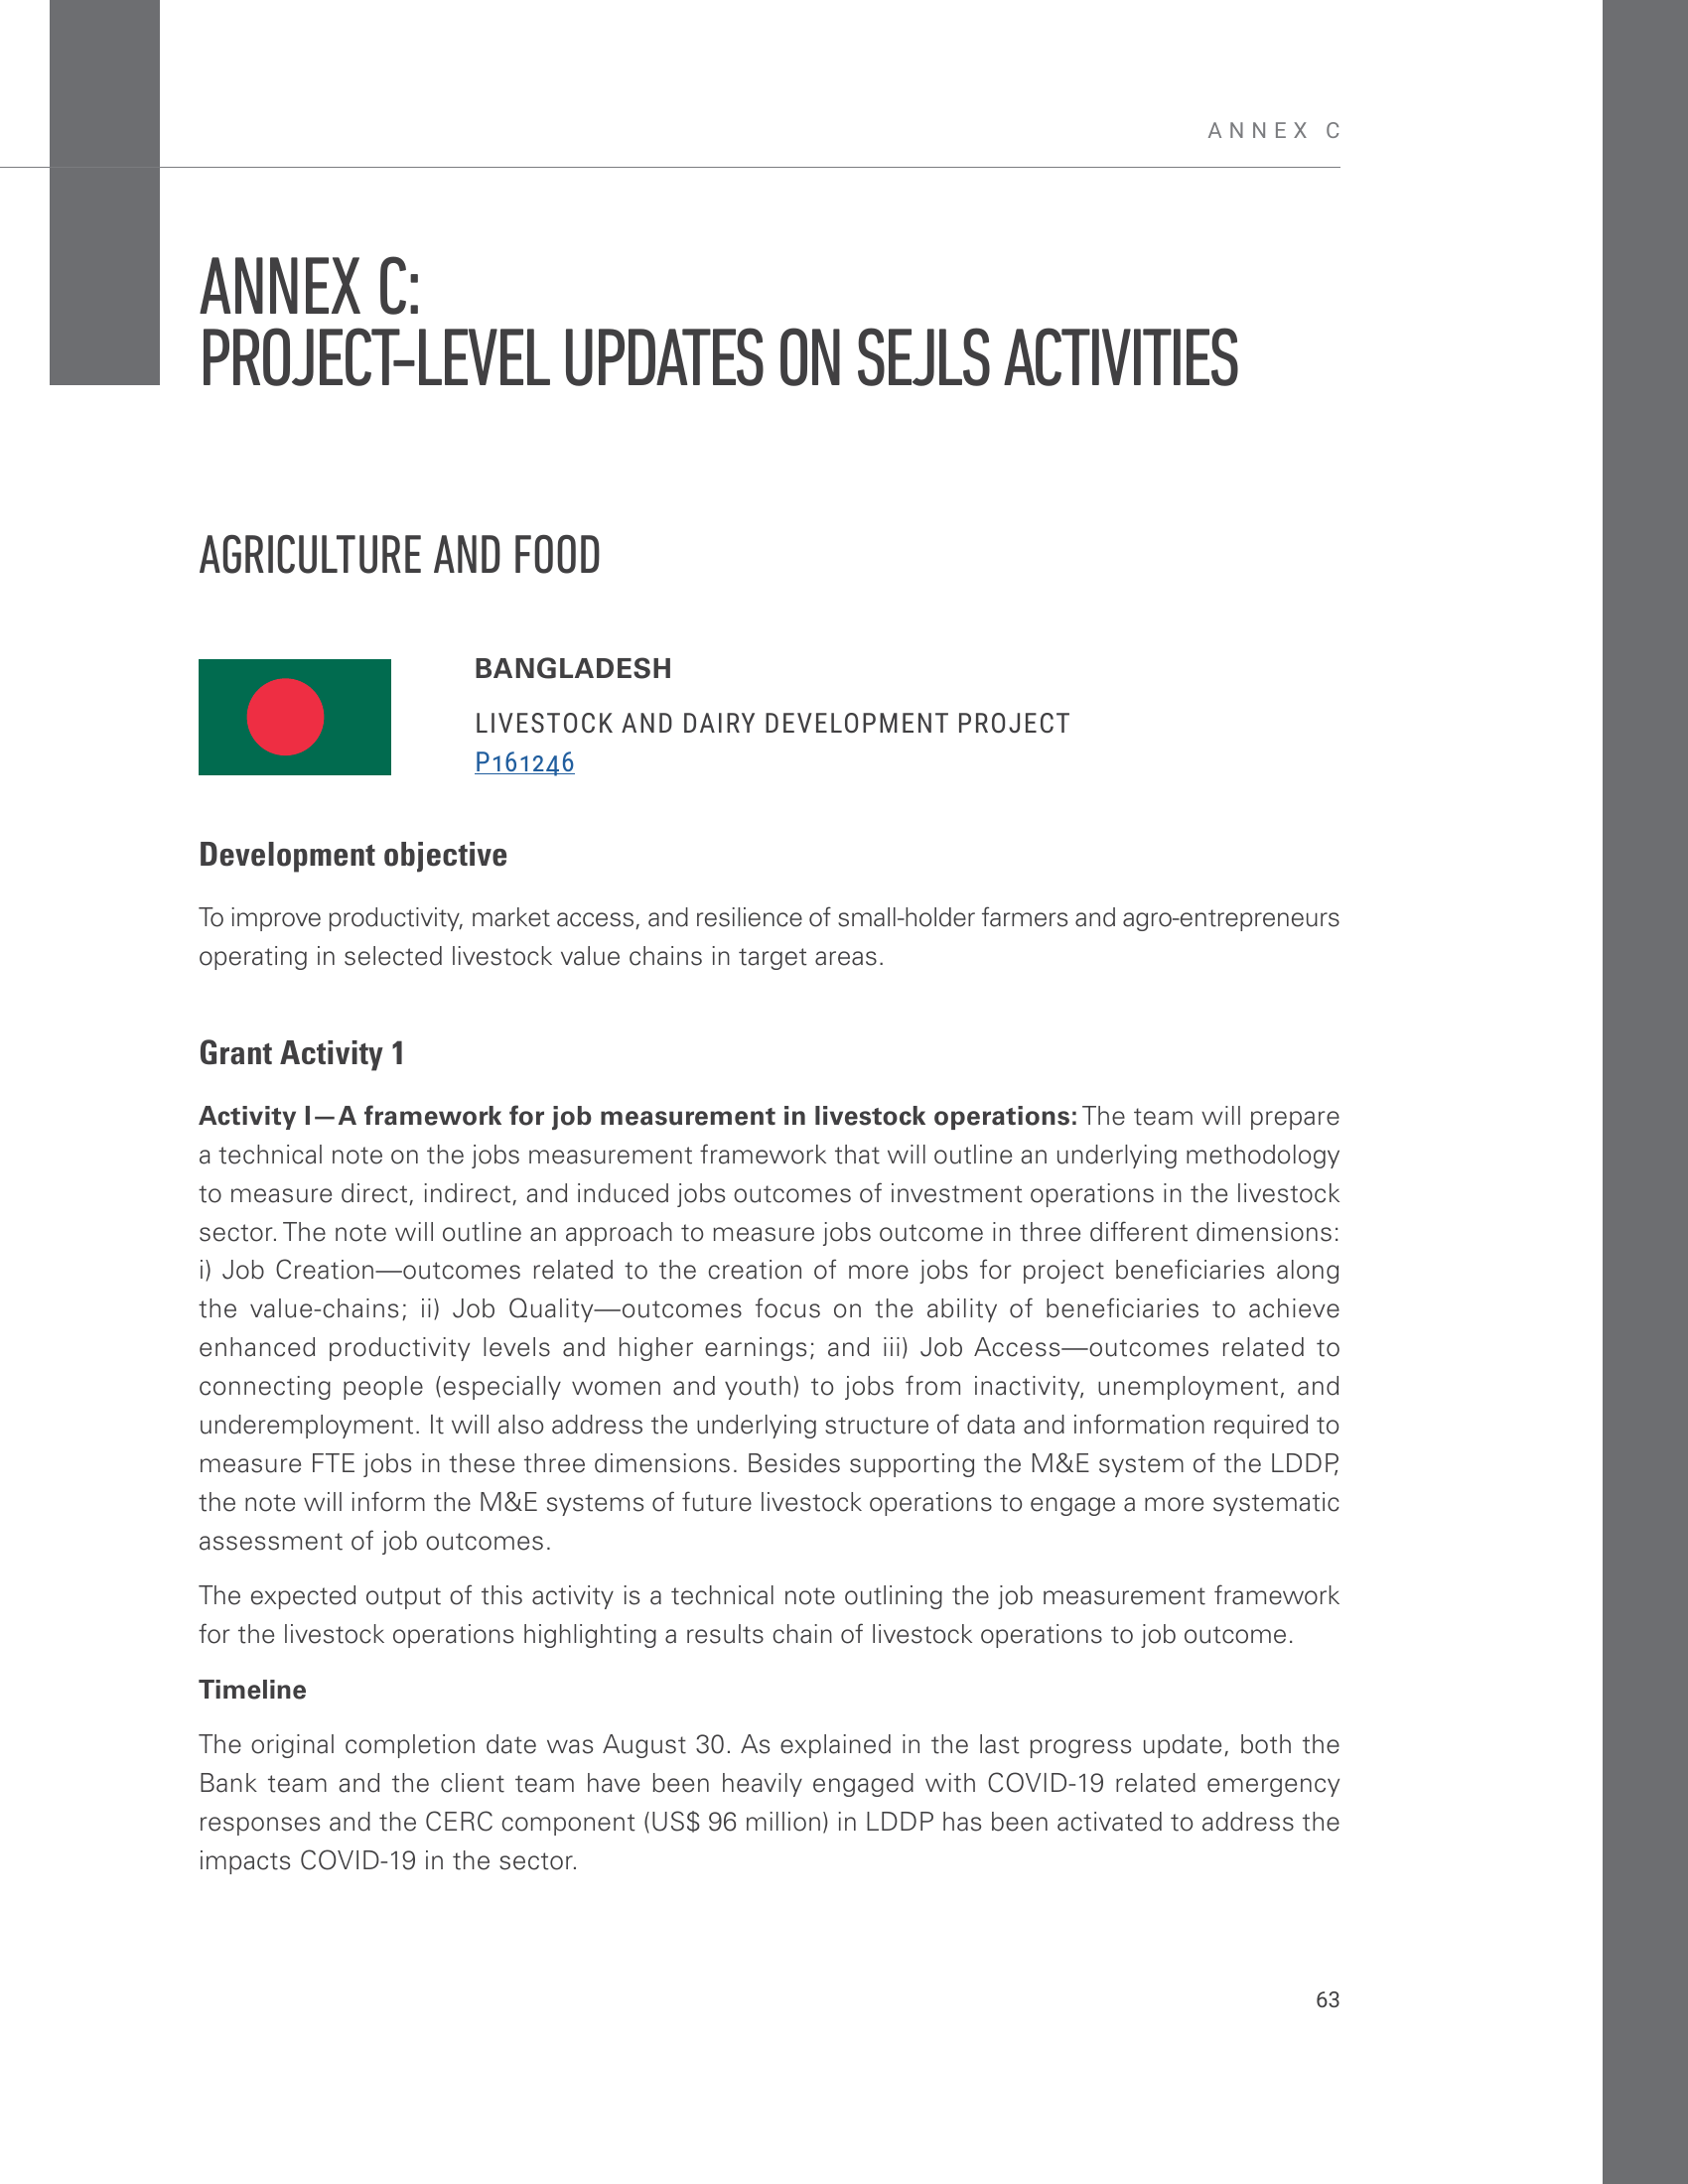 ANNEX C
ANNEX C:
PROJECT-LEVEL UPDATES ON SEJLS ACTIVITIES
AGRICULTURE AND FOOD
BANGLADESH
LIVESTOCK AND DAIRY DEVELOPMENT PROJECT
P161246
Development objective
To improve productivity, market access, and resilience of small-holder farmers and agro-entrepreneurs
operating in selected livestock value chains in target areas.
Grant Activity 1
Activity I—A framework for job measurement in livestock operations: The team will prepare
a technical note on the jobs measurement framework that will outline an underlying methodology
to measure direct, indirect, and induced jobs outcomes of investment operations in the livestock
sector. The note will outline an approach to measure jobs outcome in three different dimensions:
i) Job Creation—outcomes related to the creation of more jobs for project beneficiaries along
the value-chains; ii) Job Quality—outcomes focus on the ability of beneficiaries to achieve
enhanced productivity levels and higher earnings; and iii) Job Access—outcomes related to
connecting people (especially women and youth) to jobs from inactivity, unemployment, and
underemployment. It will also address the underlying structure of data and information required to
measure FTE jobs in these three dimensions. Besides supporting the M&E system of the LDDP,
the note will inform the M&E systems of future livestock operations to engage a more systematic
assessment of job outcomes.
The expected output of this activity is a technical note outlining the job measurement framework
for the livestock operations highlighting a results chain of livestock operations to job outcome.
Timeline
The original completion date was August 30. As explained in the last progress update, both the
Bank team and the client team have been heavily engaged with COVID-19 related emergency
responses and the CERC component (US$ 96 million) in LDDP has been activated to address the
impacts COVID-19 in the sector.
63